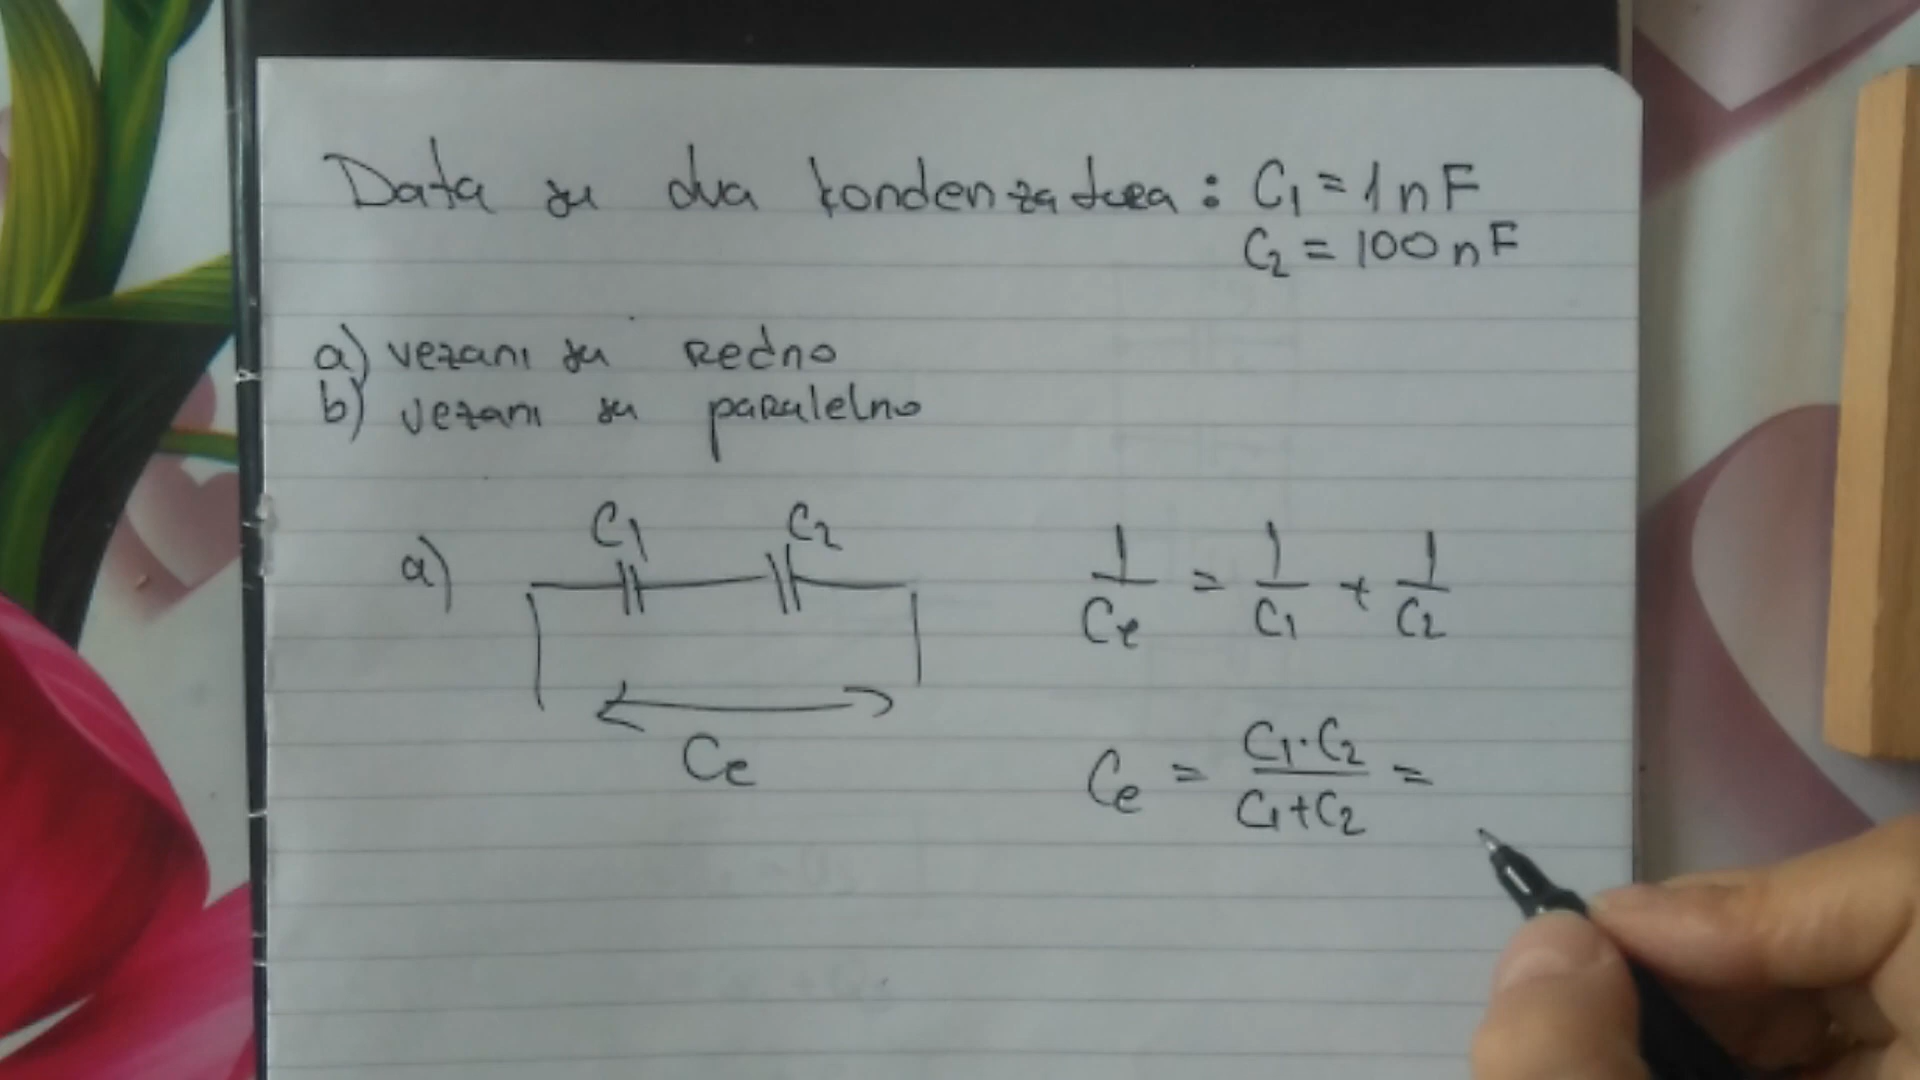 Data su dva kondenzatora: C₁ = 1nF
C₂ = 100nF
a) vezani su redno
b) vezani su paralelno
a) C₁ C₂
Ce
1/Ce = 1/C₁ + 1/C₂
Ce = C₁·C₂/C₁+C₂ =